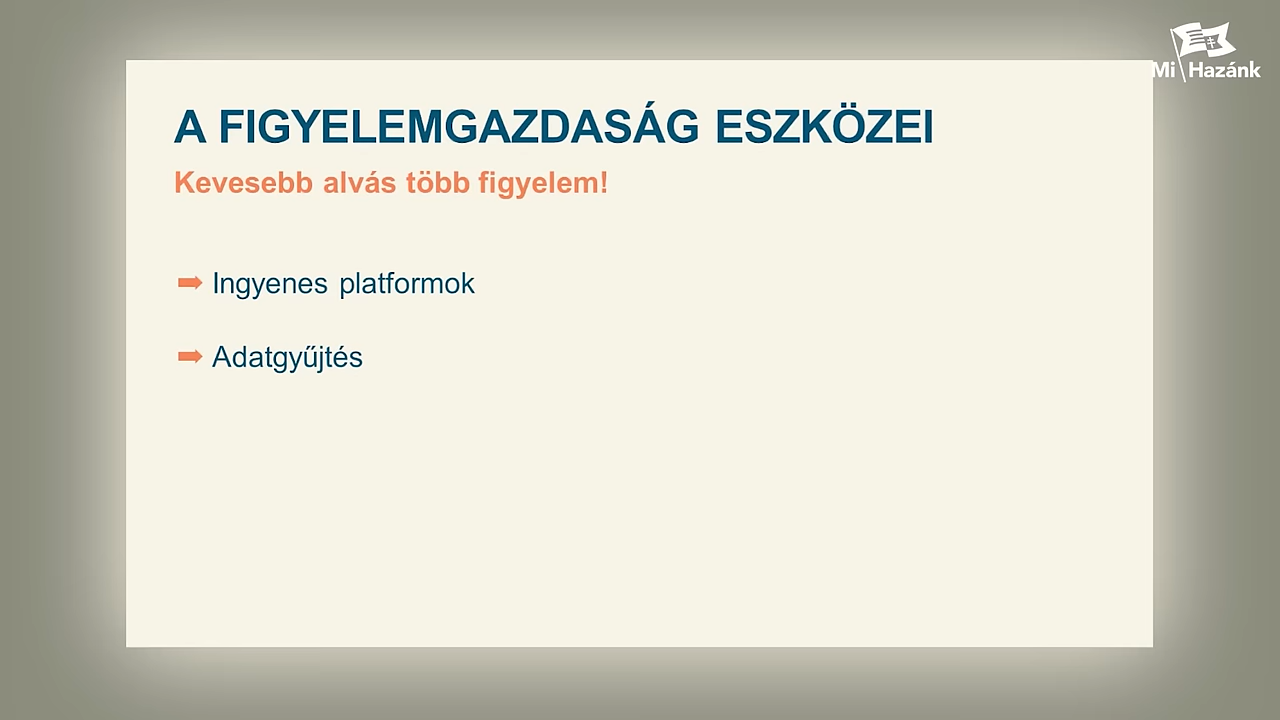 Mi Hazánk
A FIGYELEMGAZDASÁG ESZKÖZEI
Kevesebb alvás több figyelem!
Ingyenes platformok
Adatgyűjtés